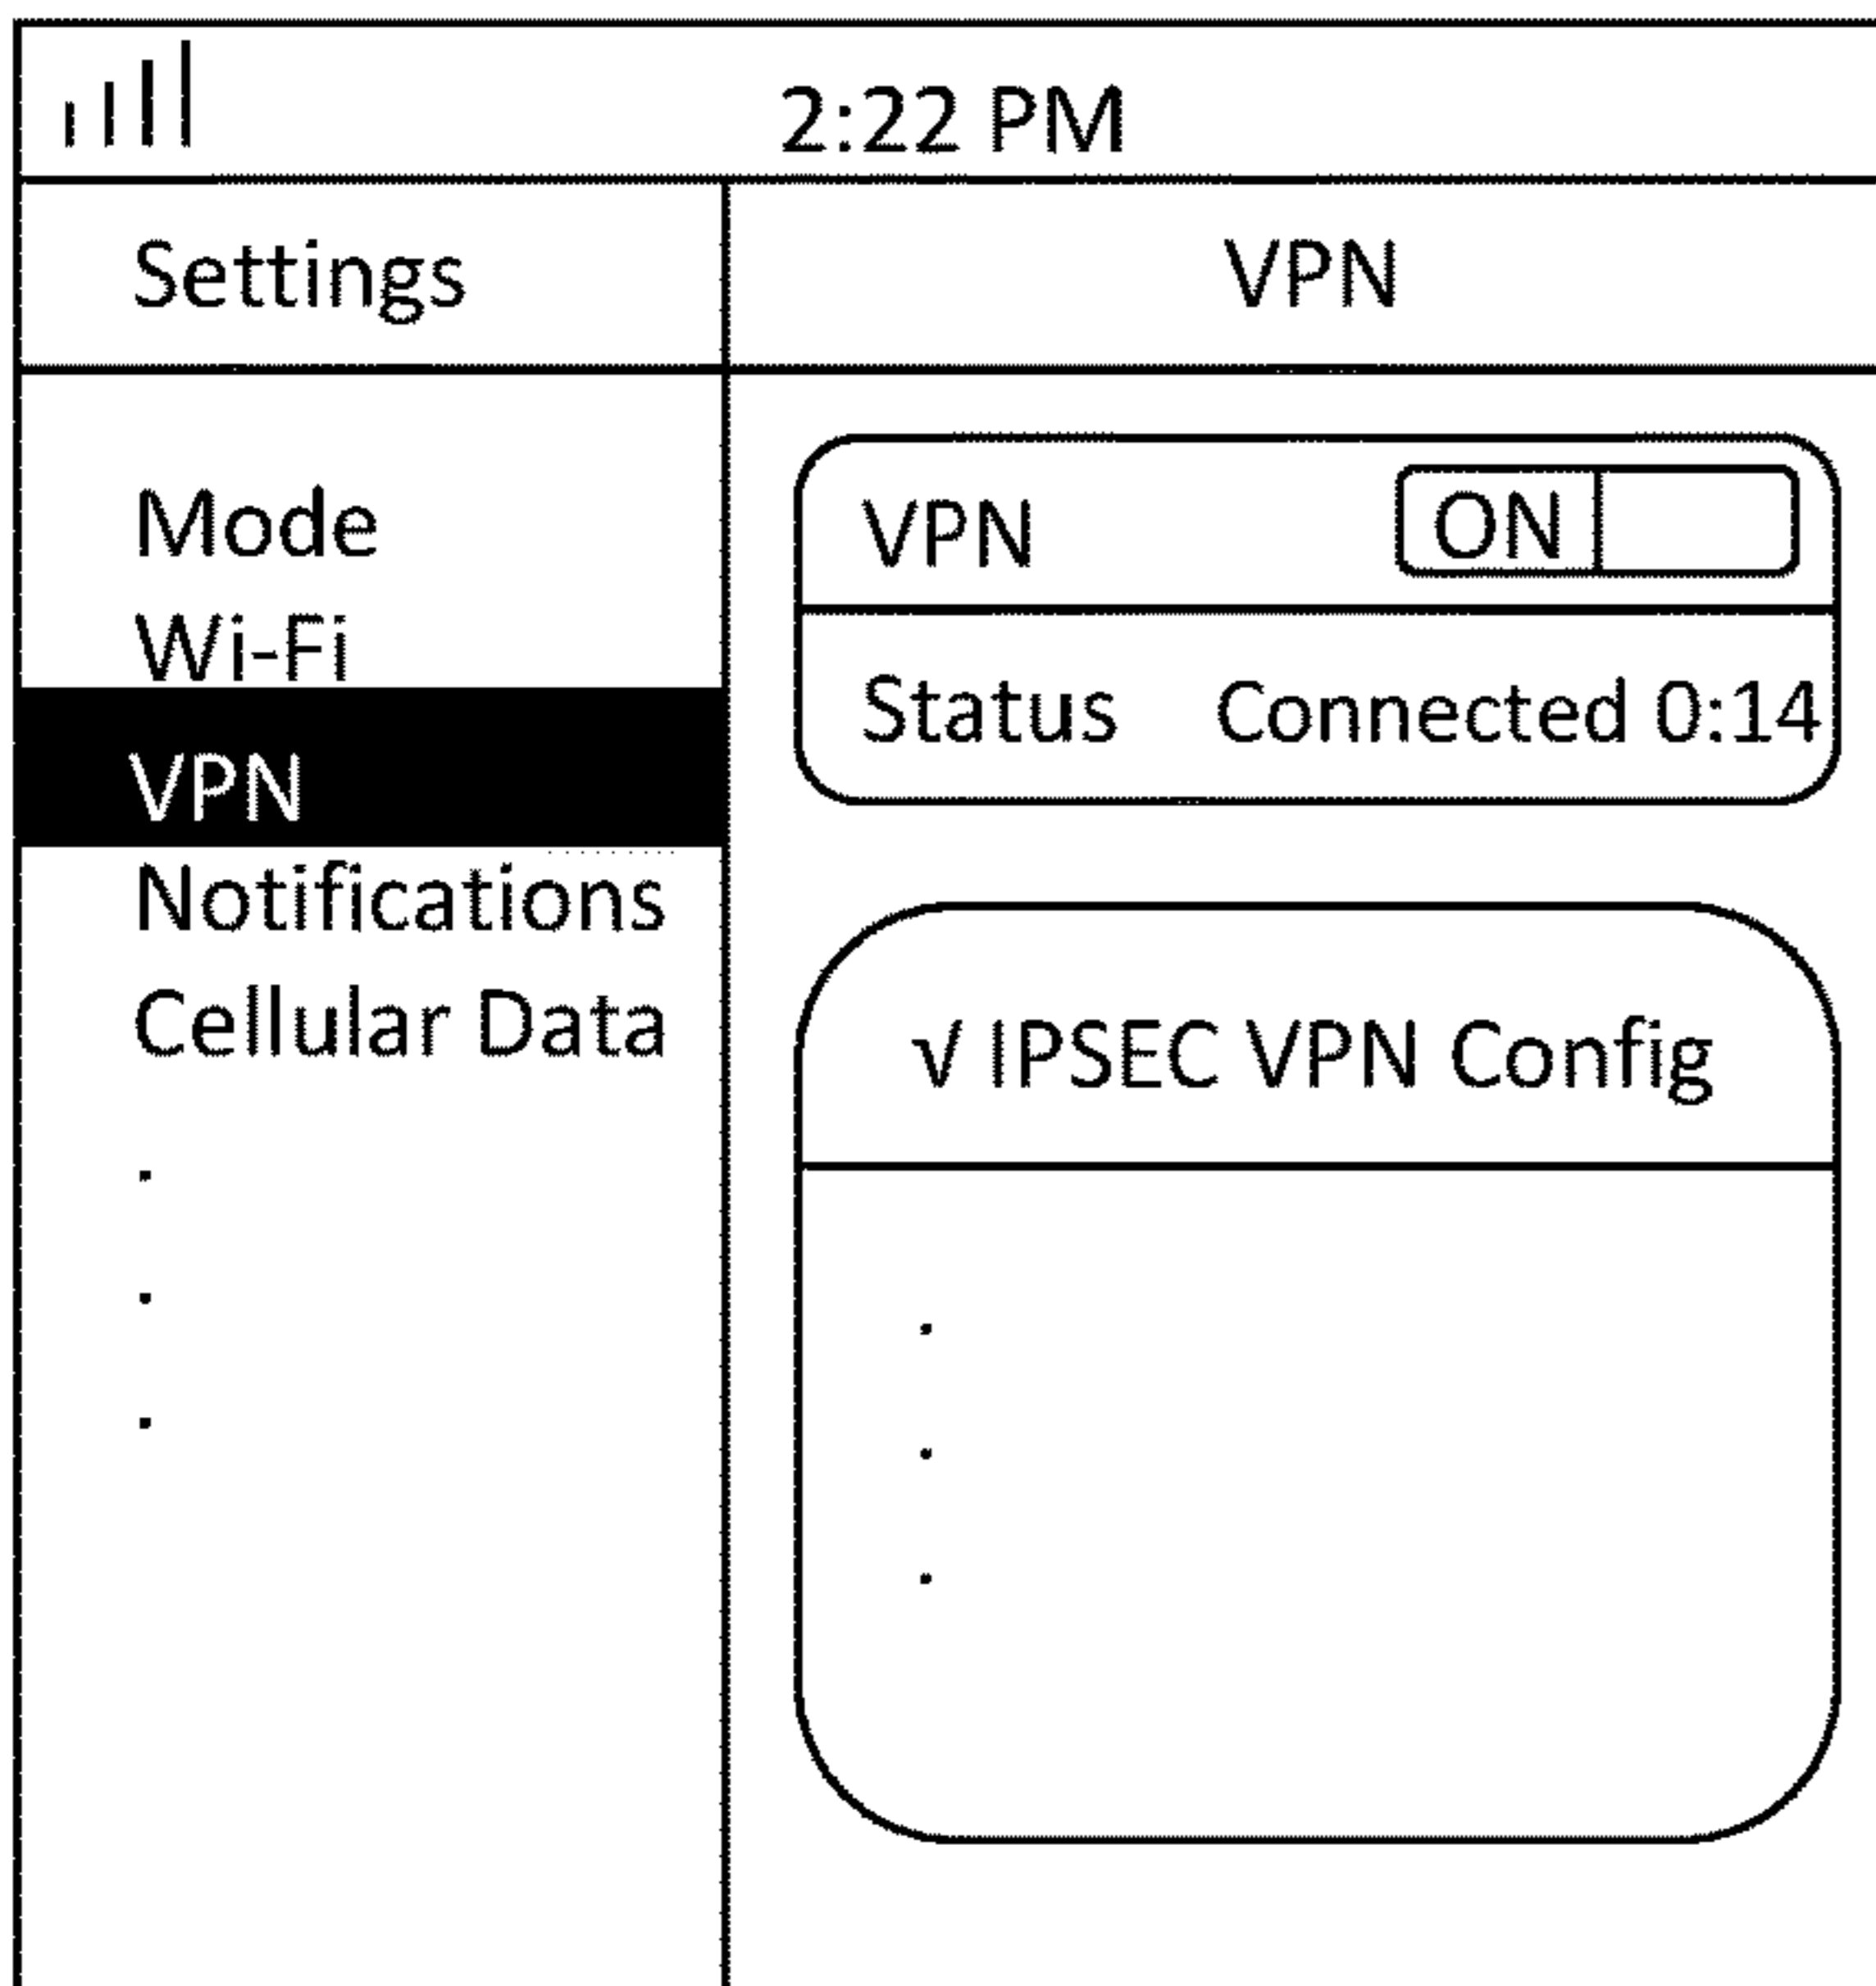 2:22 PM
Settings
VPN
Mode
Wi-Fi
VPN
Notifications
Cellular Data
.
.
.
VPN ON
Status Connected 0:14
√ IPSEC VPN Config
.
.
.